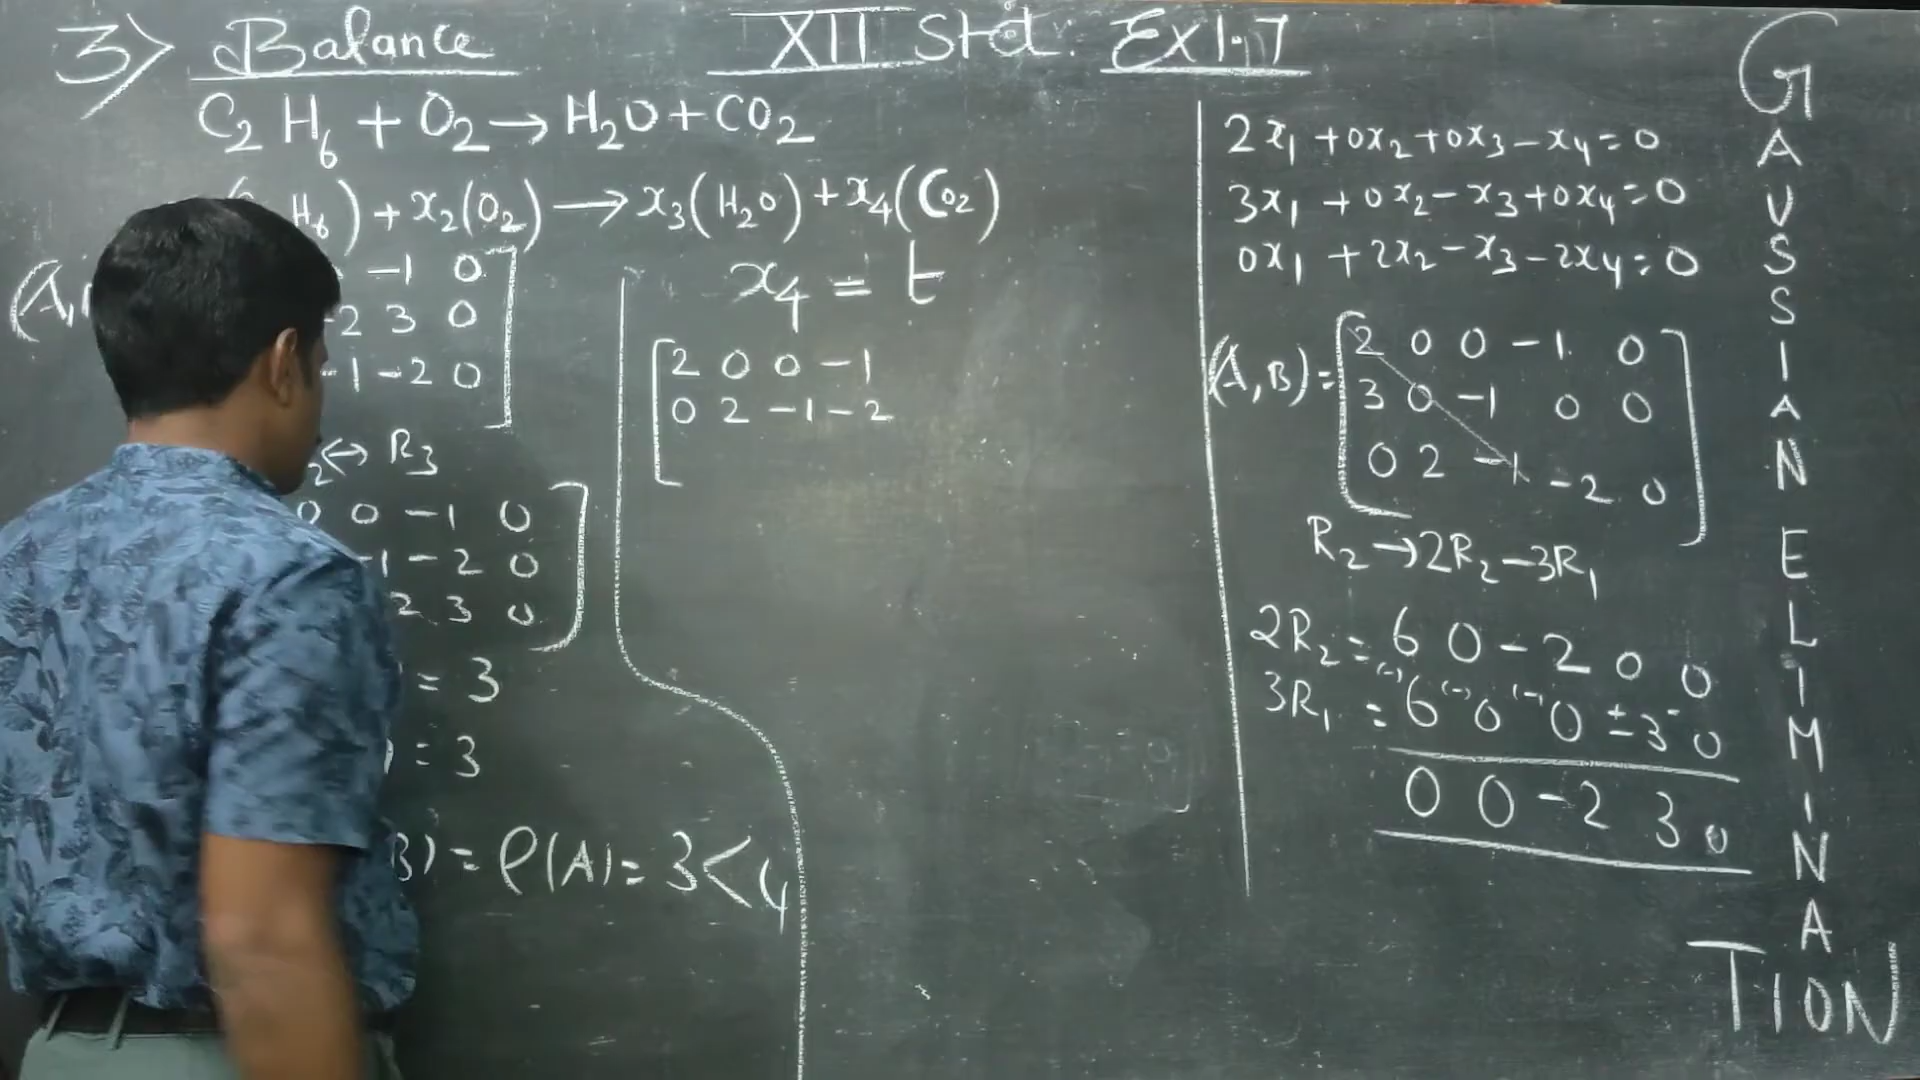 3) Balance
XII Std. Ex 1.7
C₂H₆ + O₂ → H₂O + CO₂
H₆) + x₂(O₂) → x₃(H₂O) + x₄(CO₂)
(A,
-1 0
-2 3 0
-1 -2 0
₂ ↔ R₃
0 0 -1 0
-1 -2 0
2 3 0
= 3
= 3
B) = ρ(A) = 3 < 4
x₄ = t
2 0 0 -1
0 2 -1 -2
2x₁ + 0x₂ + 0x₃ - x₄ = 0
3x₁ + 0x₂ - x₃ + 0x₄ = 0
0x₁ + 2x₂ - x₃ - 2x₄ = 0
(A, B) =
2 0 0 -1 0
3 0 -1 0 0
0 2 -1 -2 0
R₂ → 2R₂ - 3R₁
2R₂ = 6 0 -2 0 0
3R₁ = (-)6 (-)0 (-)0 ±3 -0
0 0 -2 3 0
GAUSSIAN
ELIMINATION